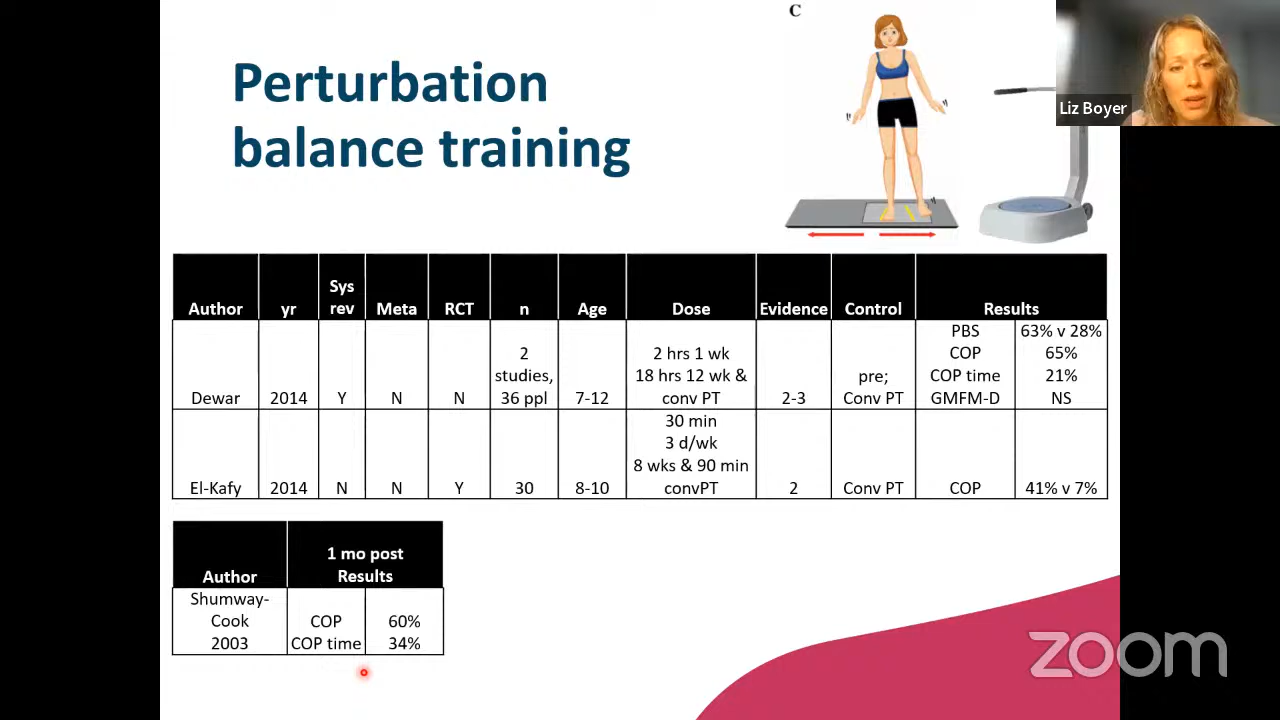 C
Perturbation
balance training
Liz Boyer
Author yr Sys rev Meta RCT n Age Dose Evidence Control Results
Dewar 2014 Y N N 2 studies, 36 ppl 7-12 2 hrs 1 wk 18 hrs 12 wk & conv PT 2-3 pre; Conv PT PBS 63% v 28%
COP 65%
COP time 21%
GMFM-D NS
El-Kafy 2014 N N Y 30 8-10 30 min 3 d/wk 8 wks & 90 min convPT 2 Conv PT COP 41% v 7%
Author 1 mo post Results
Shumway-Cook 2003 COP 60%
COP time 34%
zoom